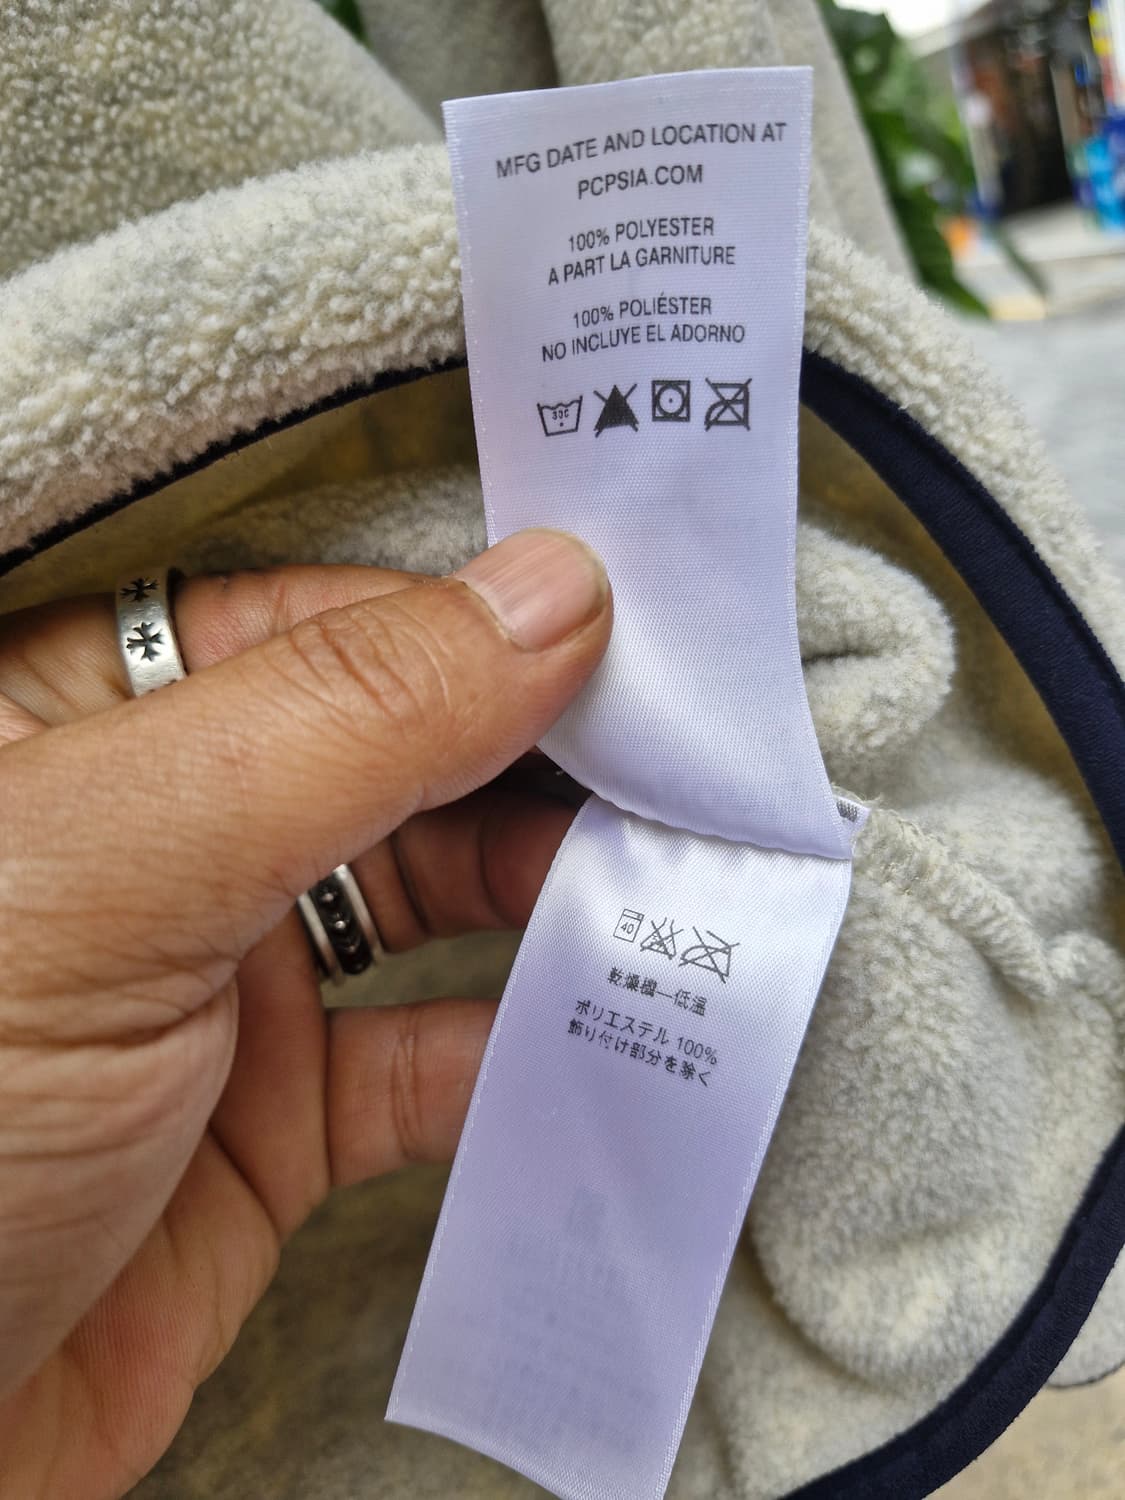 MFG DATE AND LOCATION AT
PCPSIA.COM
100% POLYESTER
A PART LA GARNITURE
100% POLIÉSTER
NO INCLUYE EL ADORNO
30C
40
乾燥機—低温
ポリエステル 100%
飾り付け部分を除く